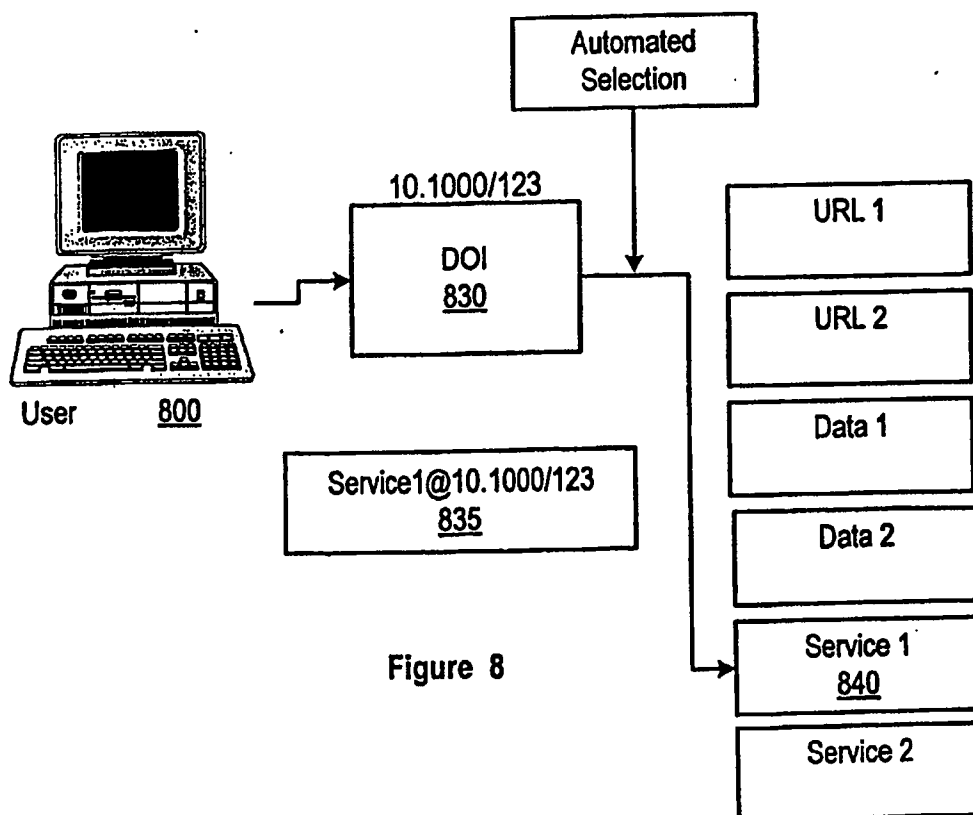 Automated
Selection
10.1000/123
DOI
830
User 800
Service1@10.1000/123
835
URL 1
URL 2
Data 1
Data 2
Service 1
840
Service 2
Figure 8